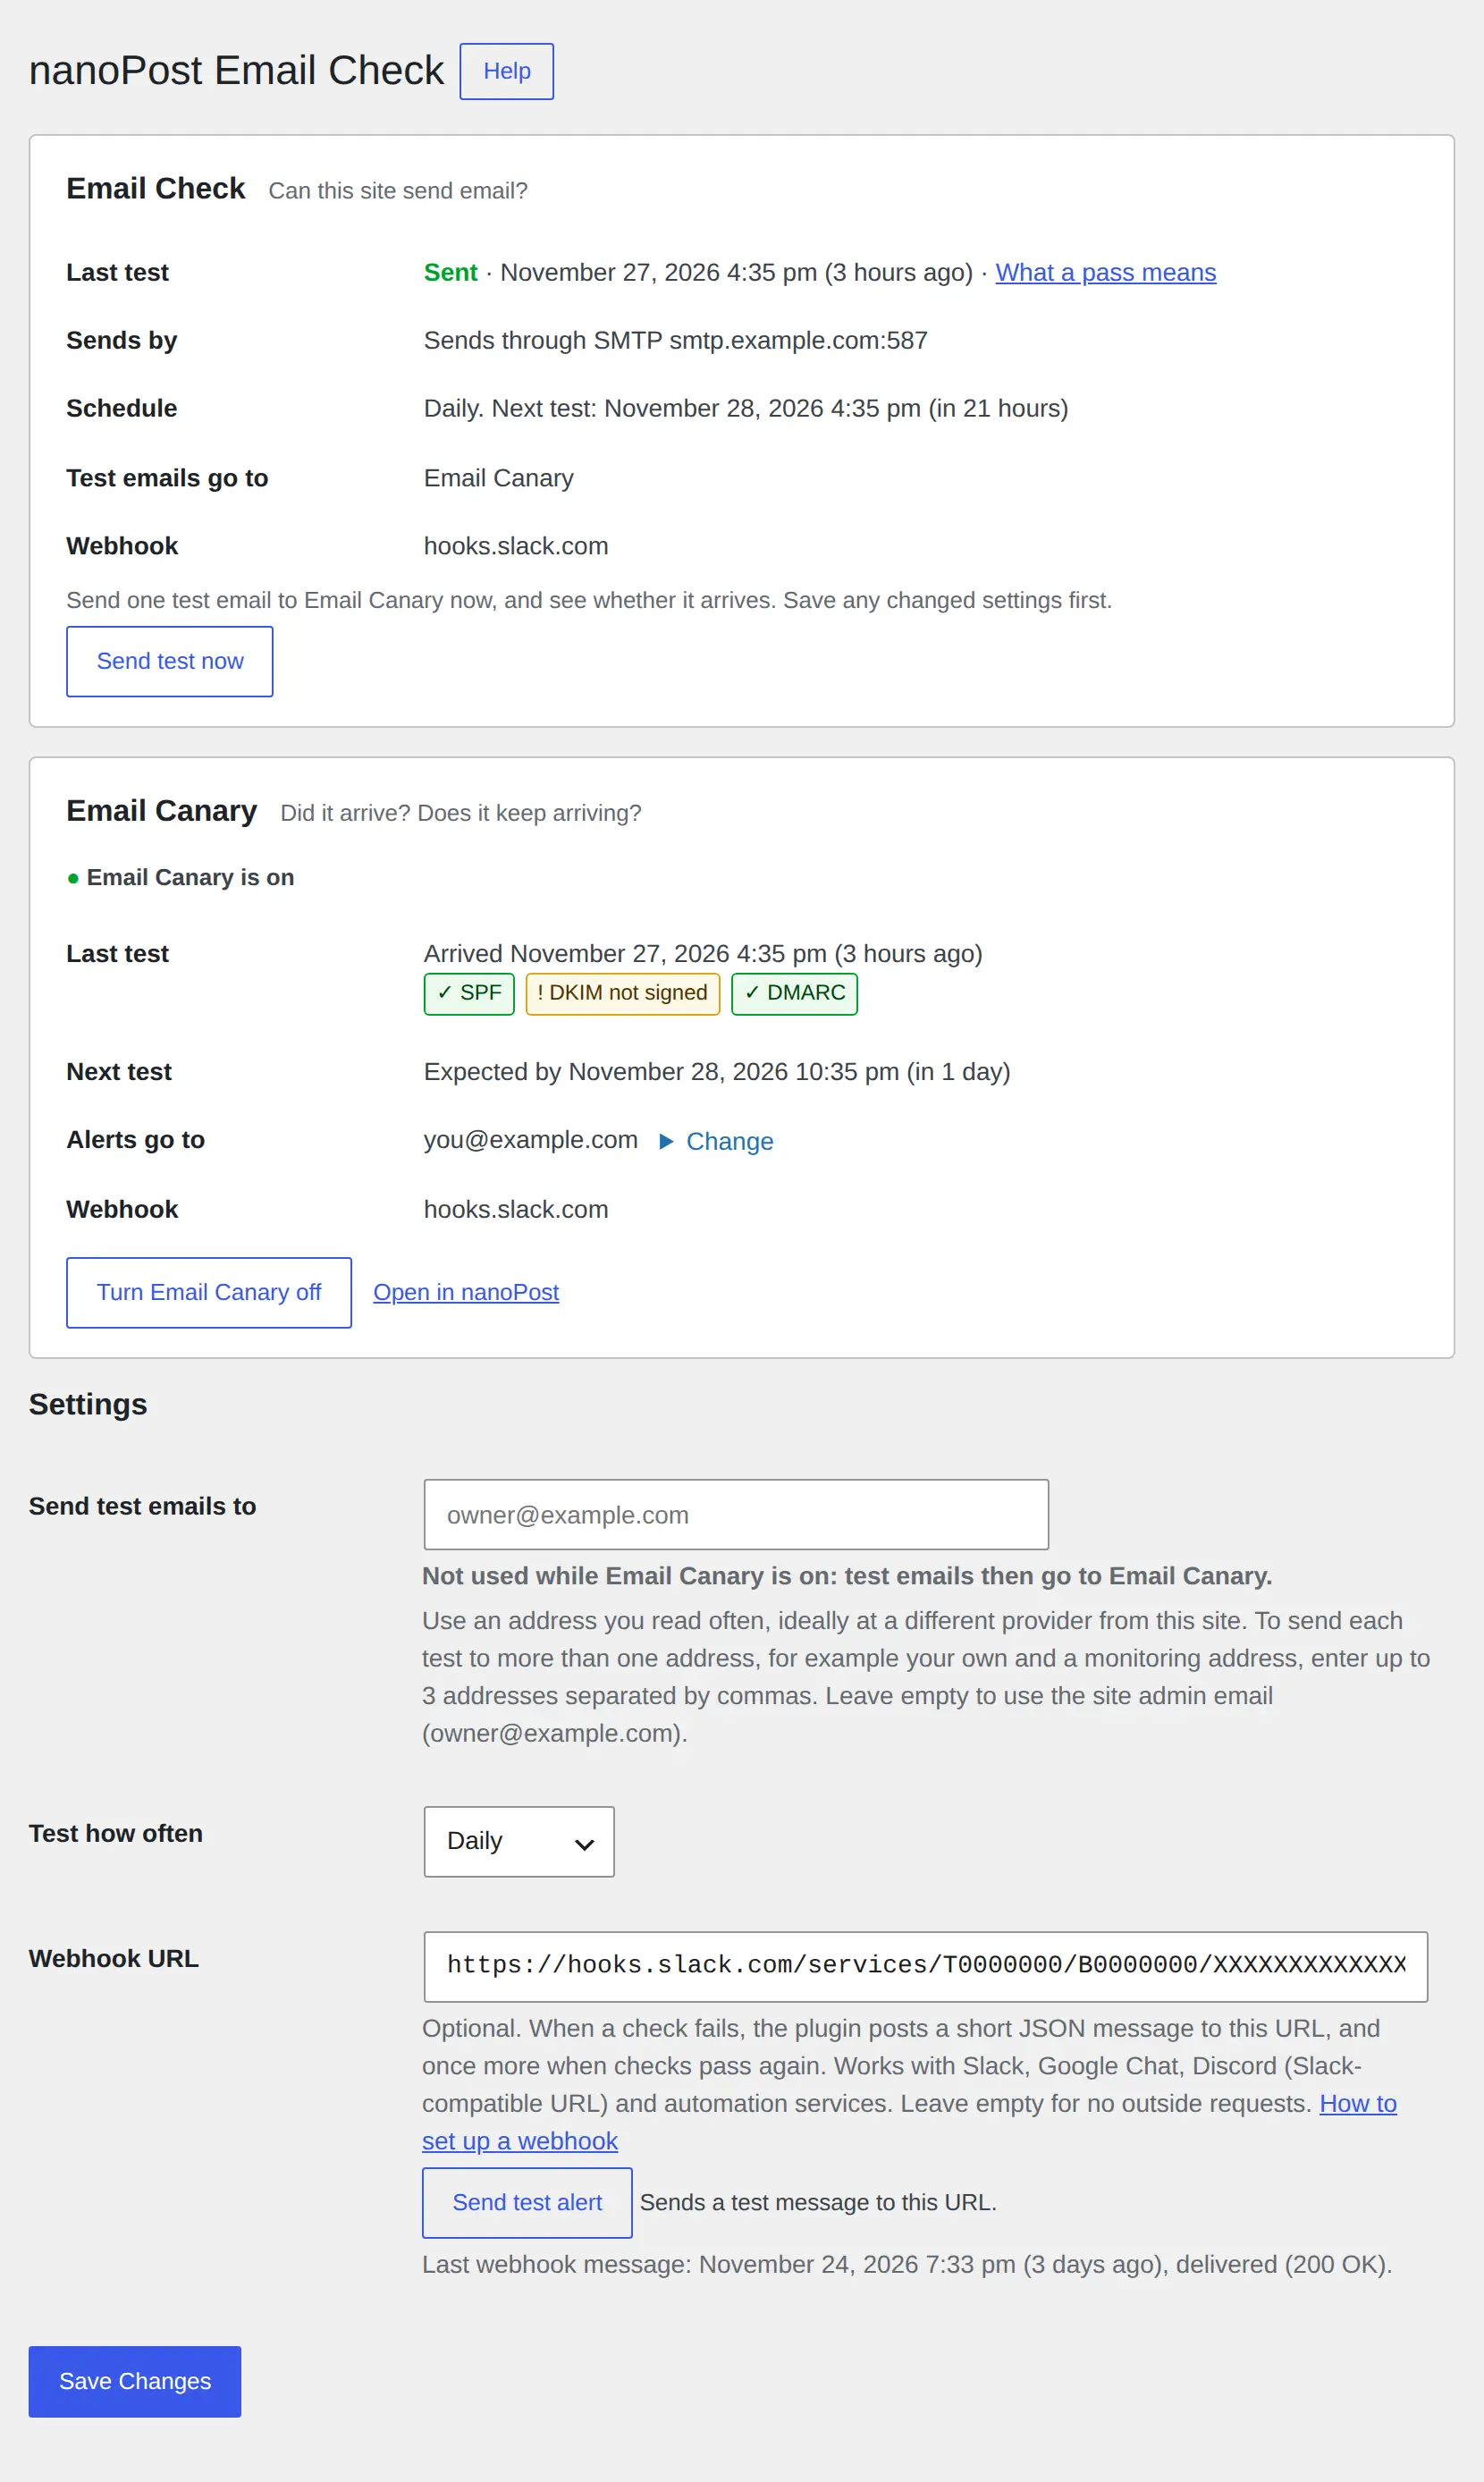 nanoPost Email Check Help
Email Check Can this site send email?
Last test Sent · November 27, 2026 4:35 pm (3 hours ago) · What a pass means
Sends by Sends through SMTP smtp.example.com:587
Schedule Daily. Next test: November 28, 2026 4:35 pm (in 21 hours)
Test emails go to Email Canary
Webhook hooks.slack.com
Send one test email to Email Canary now, and see whether it arrives. Save any changed settings first.
Send test now
Email Canary Did it arrive? Does it keep arriving?
● Email Canary is on
Last test Arrived November 27, 2026 4:35 pm (3 hours ago)
✓ SPF ! DKIM not signed ✓ DMARC
Next test Expected by November 28, 2026 10:35 pm (in 1 day)
Alerts go to you@example.com ▶ Change
Webhook hooks.slack.com
Turn Email Canary off Open in nanoPost
Settings
Send test emails to owner@example.com
Not used while Email Canary is on: test emails then go to Email Canary.
Use an address you read often, ideally at a different provider from this site. To send each
test to more than one address, for example your own and a monitoring address, enter up to
3 addresses separated by commas. Leave empty to use the site admin email
(owner@example.com).
Test how often Daily
Webhook URL https://hooks.slack.com/services/T0000000/B0000000/XXXXXXXXXXXXX
Optional. When a check fails, the plugin posts a short JSON message to this URL, and
once more when checks pass again. Works with Slack, Google Chat, Discord (Slack-
compatible URL) and automation services. Leave empty for no outside requests. How to
set up a webhook
Send test alert Sends a test message to this URL.
Last webhook message: November 24, 2026 7:33 pm (3 days ago), delivered (200 OK).
Save Changes